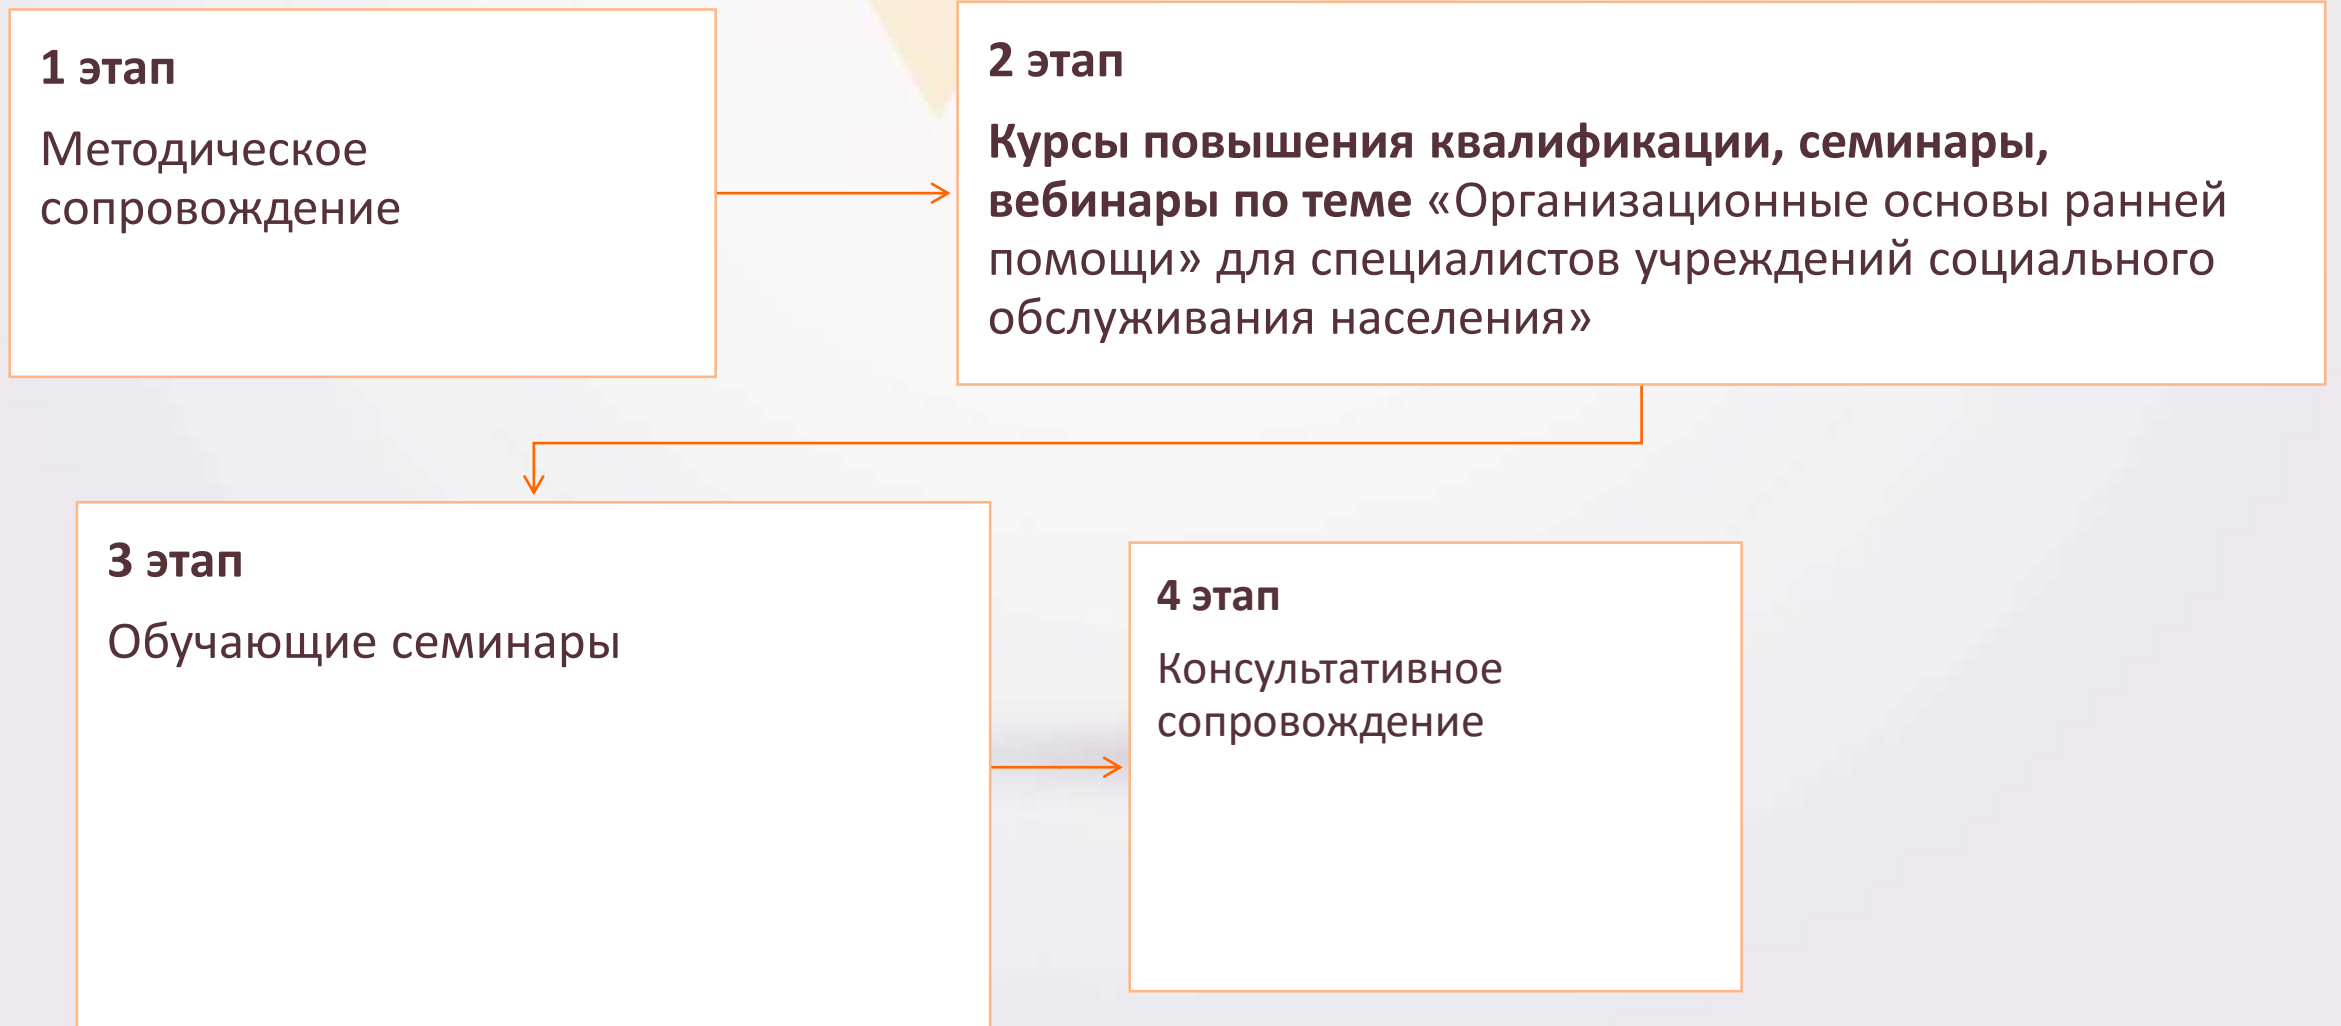 1 этап
Методическое
сопровождение
2 этап
Курсы повышения квалификации, семинары,
вебинары по теме «Организационные основы ранней
помощи» для специалистов учреждений социального
обслуживания населения»
3 этап
Обучающие семинары
4 этап
Консультативное
сопровождение